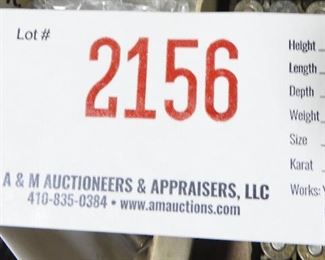 Lot #
2156
Height
Length
Depth
Weight
Size
Karat
Works:
A & M AUCTIONEERS & APPRAISERS, LLC
410-835-0384 • www.amauctions.com